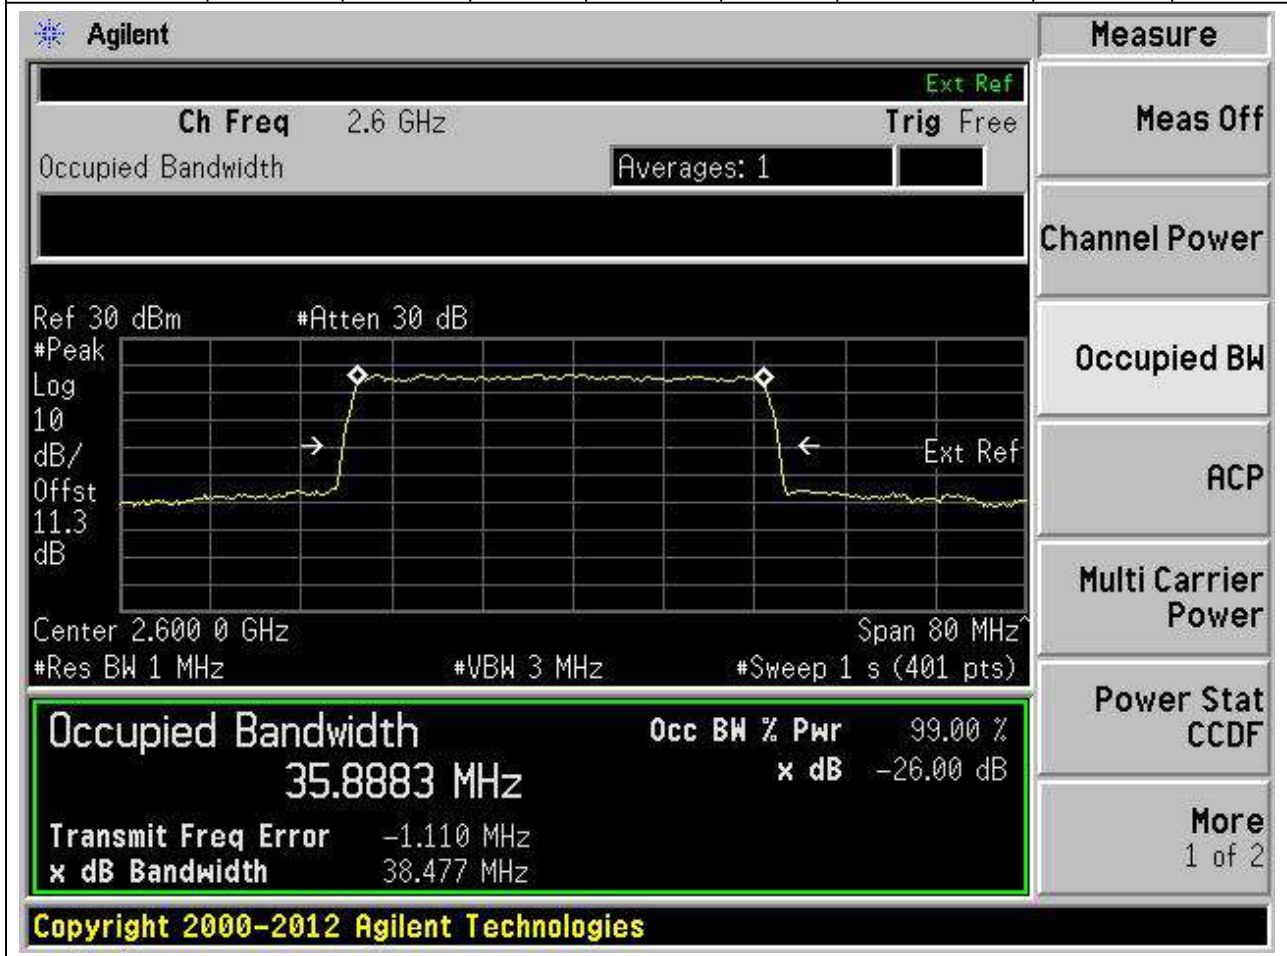 Agilent
Measure
Ext Ref
Ch Freq 2.6 GHz Trig Free
Occupied Bandwidth Averages: 1
Meas Off
Channel Power
Occupied BW
ACP
Multi Carrier
Power
Power Stat
CCDF
More
1 of 2
Ref 30 dBm #Atten 30 dB
#Peak
Log
10
dB/
Offst
11.3
dB
Ext Ref
Center 2.600 0 GHz Span 80 MHz^
#Res BW 1 MHz #VBW 3 MHz #Sweep 1 s (401 pts)
Occupied Bandwidth Occ BW % Pwr 99.00 %
35.8883 MHz x dB -26.00 dB
Transmit Freq Error -1.110 MHz
x dB Bandwidth 38.477 MHz
Copyright 2000-2012 Agilent Technologies